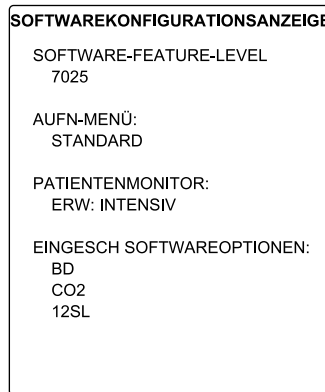 SOFTWAREKONFIGURATIONSANZEIGE
SOFTWARE-FEATURE-LEVEL
7025
AUFN-MENÜ:
STANDARD
PATIENTENMONITOR:
ERW: INTENSIV
EINGESCH SOFTWAREOPTIONEN:
BD
CO2
12SL